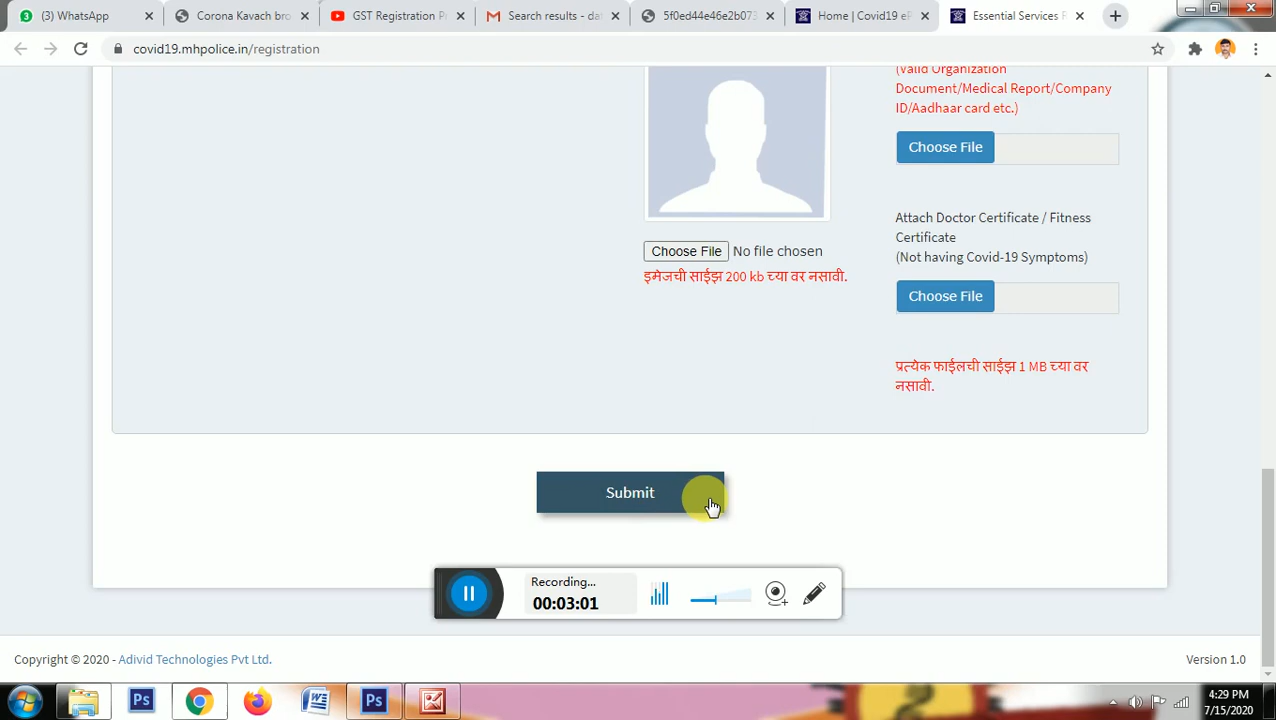 (3) WhatsApp
Corona Kavach bro
GST Registration P
Search results - da
5f0ed4e46e2b073
Home | Covid19 eP
Essential Services R
covid19.mhpolice.in/registration
(Valid Organization
Document/Medical Report/Company
ID/Aadhaar card etc.)
Choose File
Attach Doctor Certificate / Fitness
Certificate
(Not having Covid-19 Symptoms)
Choose File No file chosen
इमेजची साईझ 200 kb च्या वर नसावी.
Choose File
प्रत्येक फाईलची साईझ 1 MB च्या वर
नसावी.
Submit
Recording...
00:03:01
Copyright © 2020 - Adivid Technologies Pvt Ltd.
Version 1.0
4:29 PM
7/15/2020